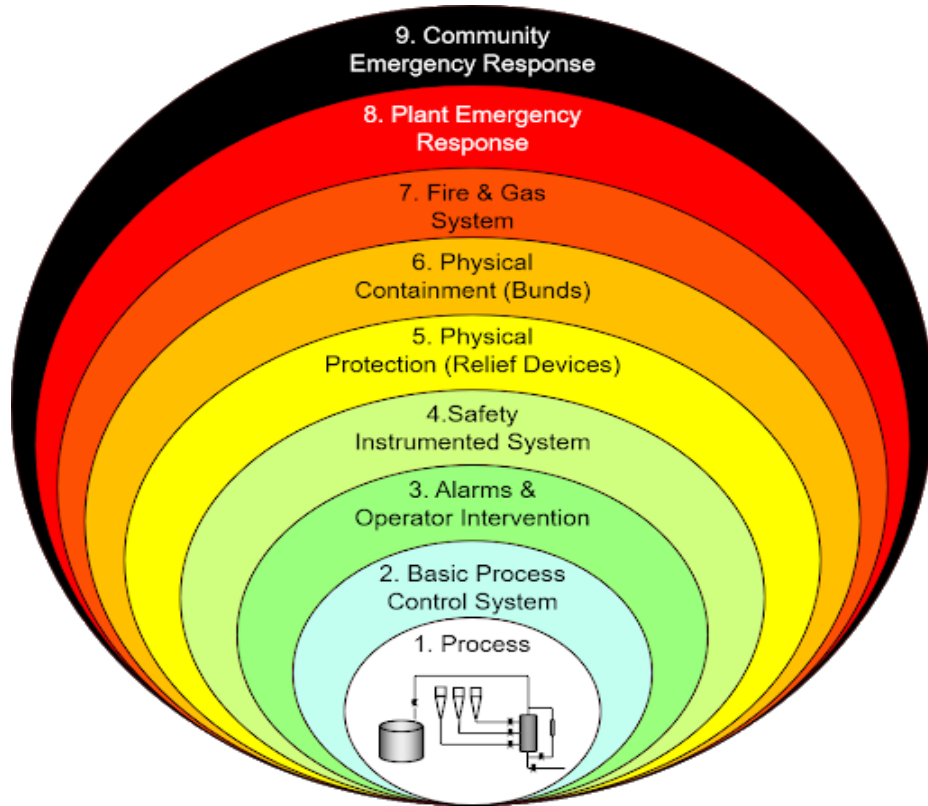 9. Community
Emergency Response
8. Plant Emergency
Response
7. Fire & Gas
System
6. Physical
Containment (Bunds)
5. Physical
Protection (Relief Devices)
4.Safety
Instrumented System
3. Alarms &
Operator Intervention
2. Basic Process
Control System
1. Process